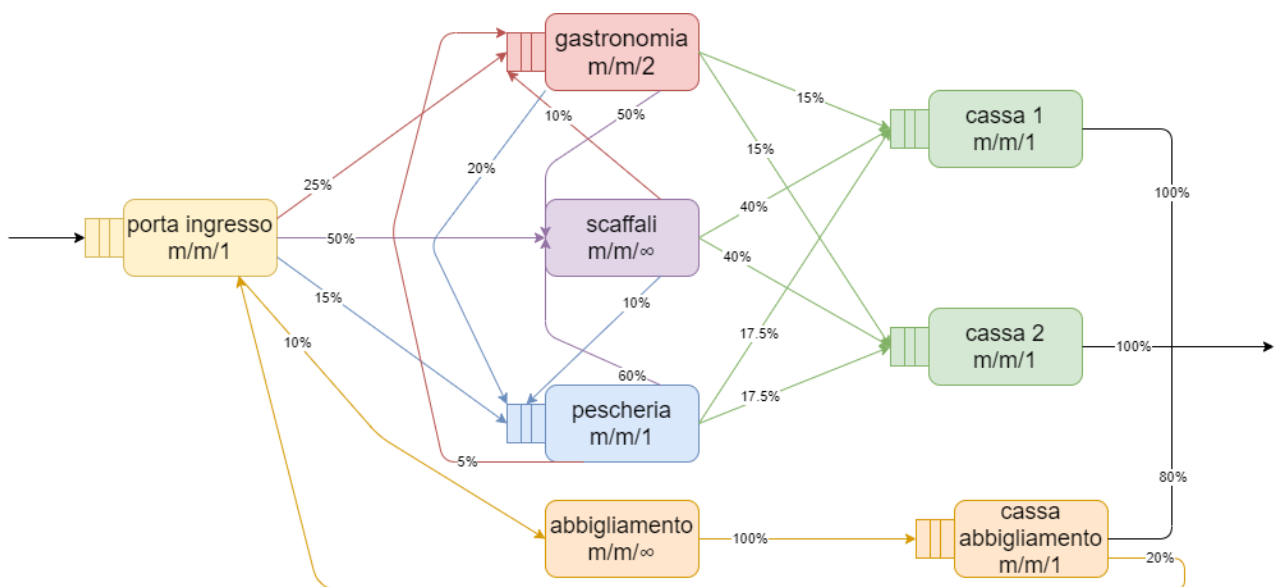 gastronomia
m/m/2
15%
cassa 1
m/m/1
10%
50%
15%
20%
25%
100%
porta ingresso
m/m/1
50%
scaffali
m/m/∞
40%
40%
15%
10%
17.5%
cassa 2
m/m/1
100%
10%
60%
17.5%
pescheria
m/m/1
5%
80%
abbigliamento
m/m/∞
100%
cassa
abbigliamento
m/m/1
20%